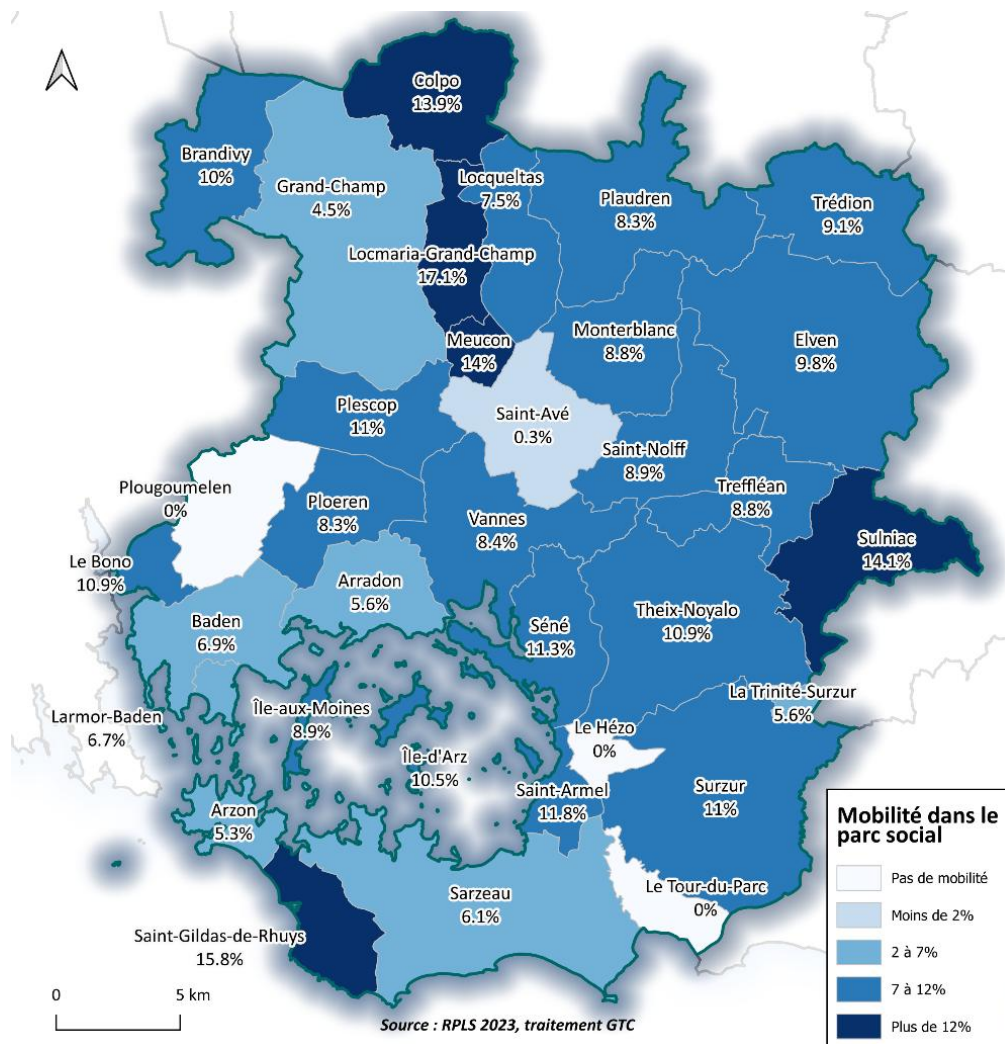 Colpo
13.9%
Brandivy
10%
Grand-Champ
4.5%
Locqueltas
7.5%
Plaudren
8.3%
Trédion
9.1%
Locmaria-Grand-Champ
17.1%
Meucon
14%
Monterblanc
8.8%
Elven
9.8%
Plescop
11%
Saint-Avé
0.3%
Saint-Nolff
8.9%
Treffléan
8.8%
Plougoumelen
0%
Ploeren
8.3%
Vannes
8.4%
Sulniac
14.1%
Le Bono
10.9%
Arradon
5.6%
Baden
6.9%
Séné
11.3%
Theix-Noyalo
10.9%
La Trinité-Surzur
5.6%
Larmor-Baden
6.7%
Île-aux-Moines
8.9%
Île-d'Arz
10.5%
Le Hézo
0%
Saint-Armel
11.8%
Surzur
11%
Arzon
5.3%
Sarzeau
6.1%
Le Tour-du-Parc
0%
Saint-Gildas-de-Rhuys
15.8%
Mobilité dans le
parc social
Pas de mobilité
Moins de 2%
2 à 7%
7 à 12%
Plus de 12%
0 5 km
Source : RPLS 2023, traitement GTC